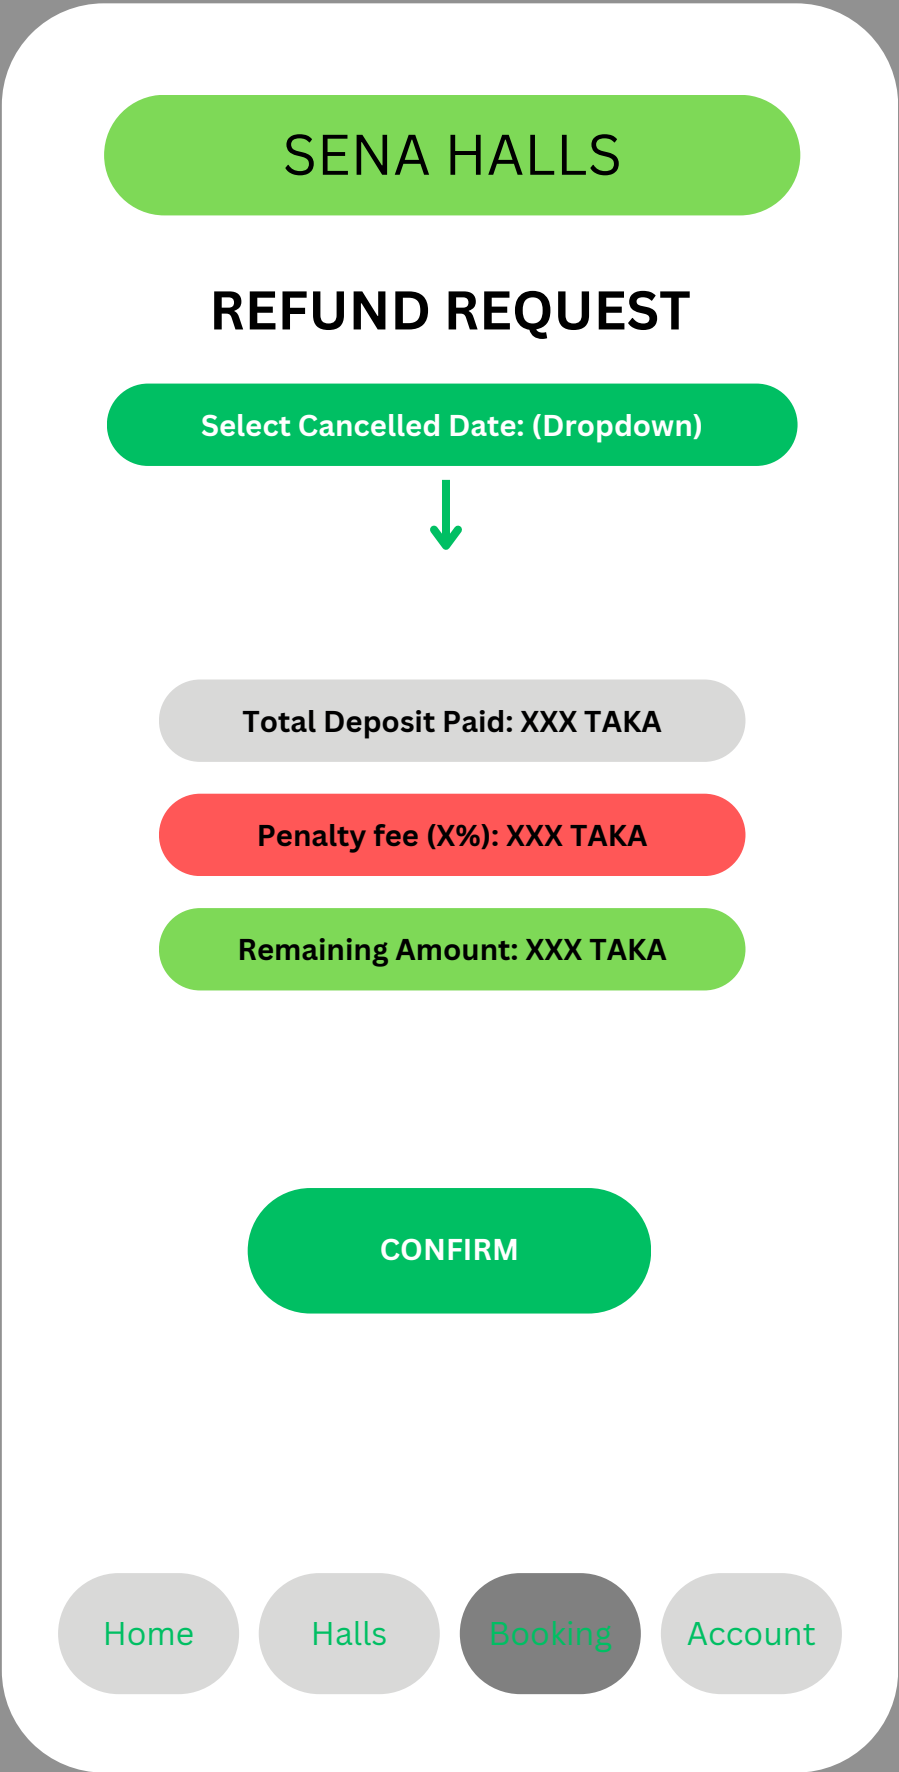 SENA HALLS
REFUND REQUEST
Select Cancelled Date: (Dropdown)
Total Deposit Paid: XXX TAKA
Penalty fee (X%): XXX TAKA
Remaining Amount: XXX TAKA
CONFIRM
Home Halls Booking Account